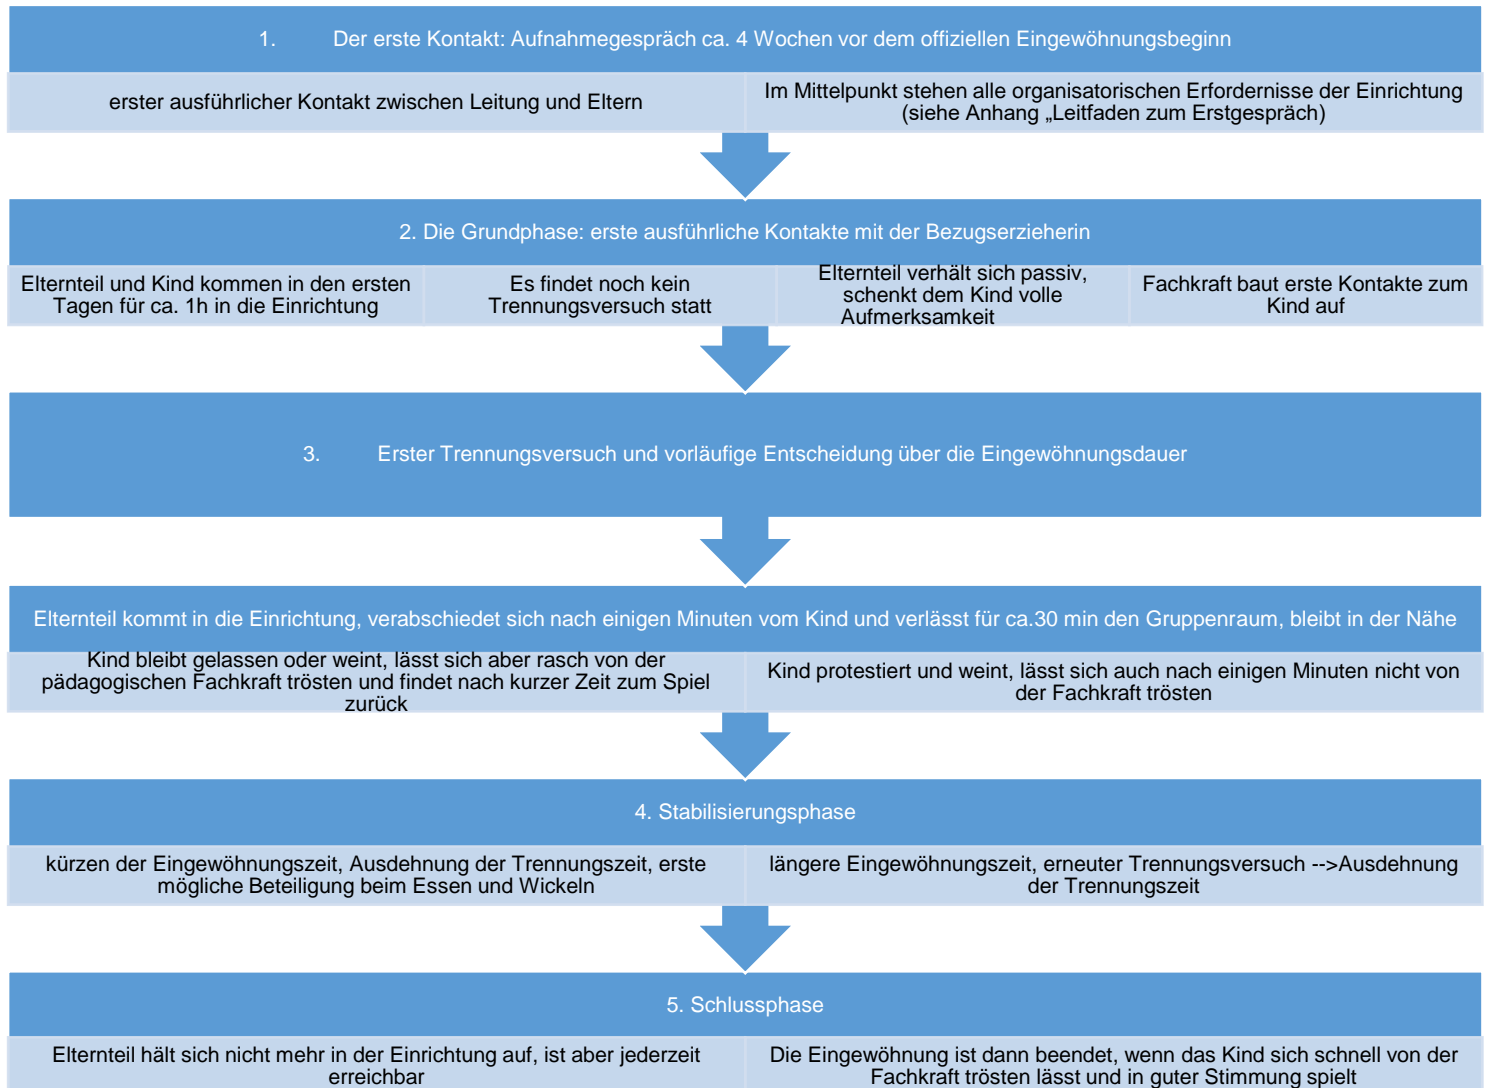 1. Der erste Kontakt: Aufnahmegespräch ca. 4 Wochen vor dem offiziellen Eingewöhnungsbeginn
erster ausführlicher Kontakt zwischen Leitung und Eltern
Im Mittelpunkt stehen alle organisatorischen Erfordernisse der Einrichtung
(siehe Anhang „Leitfaden zum Erstgespräch)
2. Die Grundphase: erste ausführliche Kontakte mit der Bezugserzieherin
Elternteil und Kind kommen in den ersten
Tagen für ca. 1h in die Einrichtung
Es findet noch kein
Trennungsversuch statt
Elternteil verhält sich passiv,
schenkt dem Kind volle
Aufmerksamkeit
Fachkraft baut erste Kontakte zum
Kind auf
3. Erster Trennungsversuch und vorläufige Entscheidung über die Eingewöhnungsdauer
Elternteil kommt in die Einrichtung, verabschiedet sich nach einigen Minuten vom Kind und verlässt für ca.30 min den Gruppenraum, bleibt in der Nähe
Kind bleibt gelassen oder weint, lässt sich aber rasch von der
pädagogischen Fachkraft trösten und findet nach kurzer Zeit zum Spiel
zurück
Kind protestiert und weint, lässt sich auch nach einigen Minuten nicht von
der Fachkraft trösten
4. Stabilisierungsphase
kürzen der Eingewöhnungszeit, Ausdehnung der Trennungszeit, erste
mögliche Beteiligung beim Essen und Wickeln
längere Eingewöhnungszeit, erneuter Trennungsversuch -->Ausdehnung
der Trennungszeit
5. Schlussphase
Elternteil hält sich nicht mehr in der Einrichtung auf, ist aber jederzeit
erreichbar
Die Eingewöhnung ist dann beendet, wenn das Kind sich schnell von der
Fachkraft trösten lässt und in guter Stimmung spielt